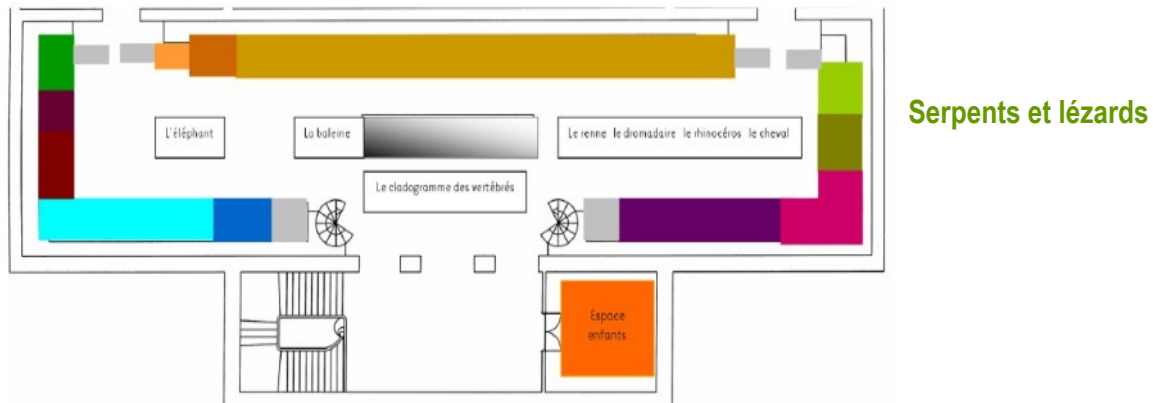 Serpents et lézards
L'éléphant
La baleine
Le renne le dromadaire le rhinocéros le cheval
Le cladogramme des vertébrés
Espace
enfants